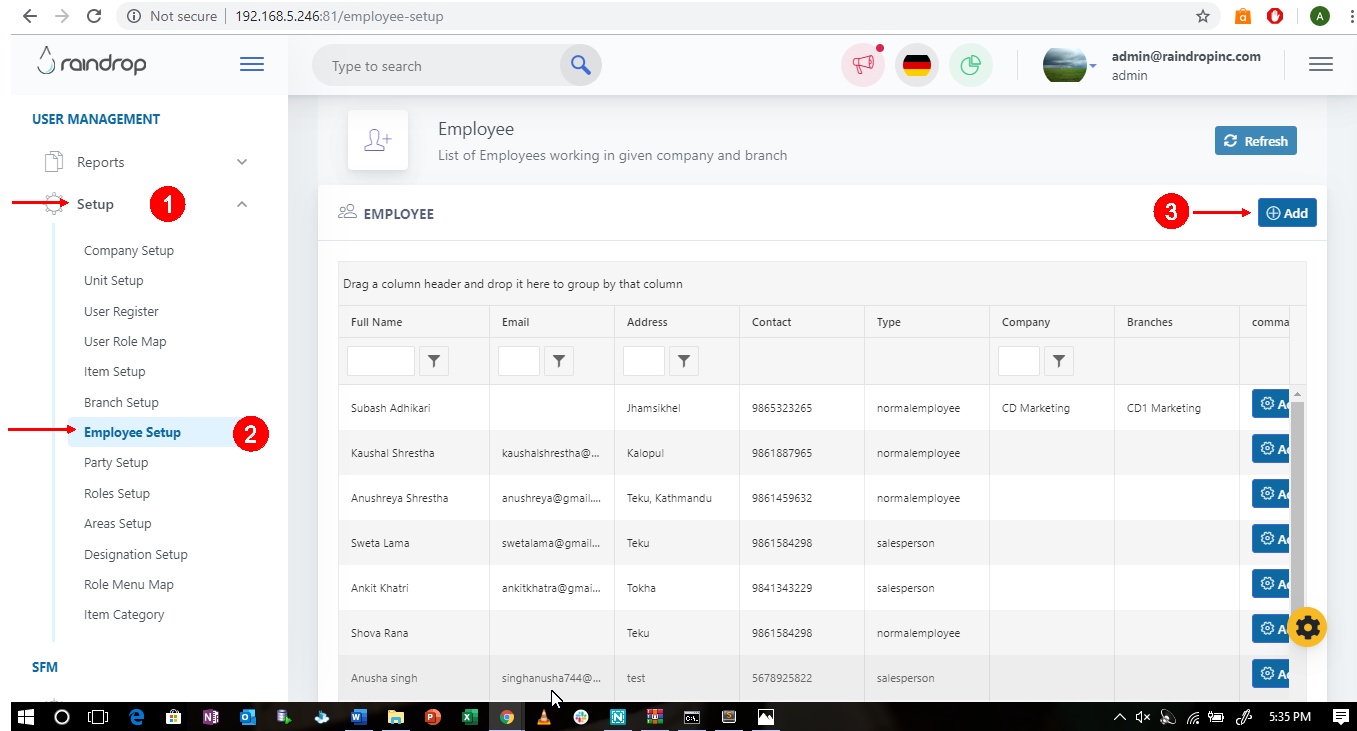 Not secure 192.168.5.246:81/employee-setup
A
raindrop
Type to search
admin@raindropinc.com
admin
USER MANAGEMENT
Reports
Setup
1
Company Setup
Unit Setup
User Register
User Role Map
Item Setup
Branch Setup
Employee Setup
2
Party Setup
Roles Setup
Areas Setup
Designation Setup
Role Menu Map
Item Category
SFM
Employee
List of Employees working in given company and branch
Refresh
EMPLOYEE
3
Add
Drag a column header and drop it here to group by that column
Full Name Email Address Contact Type Company Branches comma
Subash Adhikari Jhamsikhel 9865323265 normalemployee CD Marketing CD1 Marketing
Kaushal Shrestha kaushalshrestha@... Kalopul 9861887965 normalemployee
Anushreya Shrestha anushreya@gmail.... Teku, Kathmandu 9861459632 normalemployee
Sweta Lama swetalama@gmail... Teku 9861584298 salesperson
Ankit Khatri ankitkhatra@gmai... Tokha 9841343229 salesperson
Shova Rana Teku 9861584298 normalemployee
Anusha singh singhanusha744@... test 5678925822 salesperson
5:35 PM